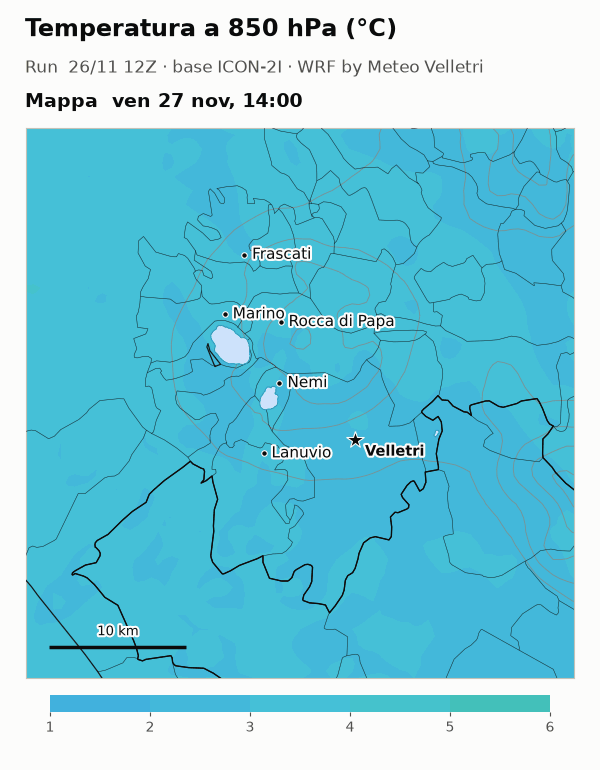 Temperatura a 850 hPa (°C)
Run  26/11 12Z · base ICON-2I · WRF by Meteo Velletri
Mappa  ven 27 nov, 14:00
Frascati
Marino
Rocca di Papa
Nemi
Velletri
Lanuvio
10 km
1 2 3 4 5 6